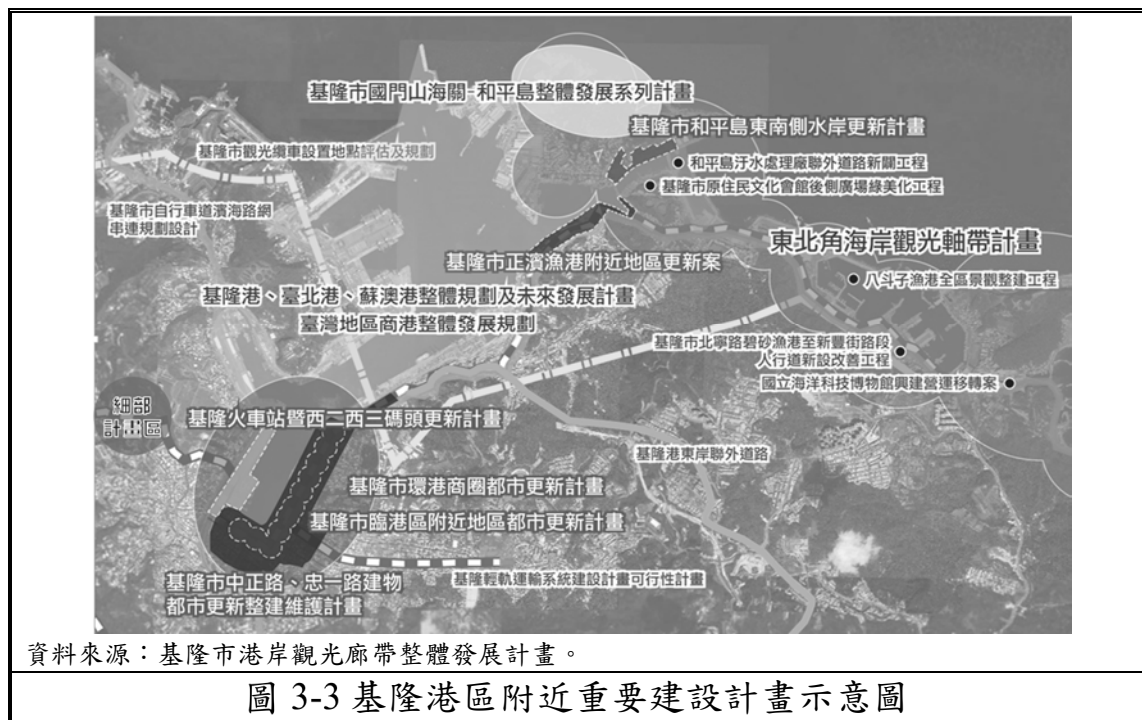 基隆市國門山海關-和平島整體發展系列計畫
基隆市和平島東南側水岸更新計畫
和平島汙水處理廠聯外道路新闢工程
基隆市原住民文化會館後側廣場綠美化工程
基隆市觀光纜車設置地點評估及規劃
基隆市自行車道濱海路網
串連規劃設計
東北角海岸觀光軸帶計畫
基隆市正濱漁港附近地區更新案
八斗子漁港全區景觀整建工程
基隆港、臺北港、蘇澳港整體規劃及未來發展計畫
臺灣地區商港整體發展規劃
基隆市北寧路碧砂漁港至新豐街路段
人行道新設改善工程
國立海洋科技博物館興建營運移轉案
細部
計畫區
基隆火車站暨西二西三碼頭更新計畫
基隆港東岸聯外道路
基隆市環港商圈都市更新計畫
基隆市臨港區附近地區都市更新計畫
基隆市中正路、忠一路建物
都市更新整建維護計畫
基隆輕軌運輸系統建設計畫可行性計畫
資料來源：基隆市港岸觀光廊帶整體發展計畫。
圖 3-3 基隆港區附近重要建設計畫示意圖